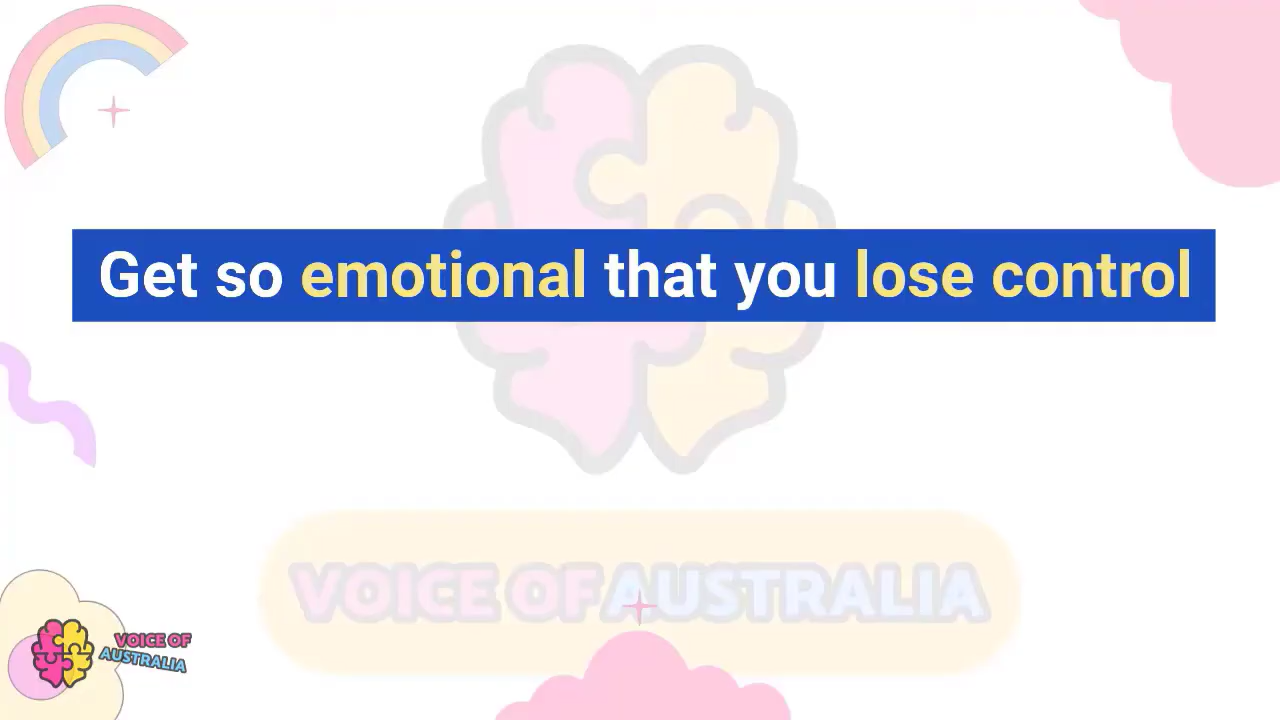 Get so emotional that you lose control
VOICE OF AUSTRALIA
VOICE OF
AUSTRALIA